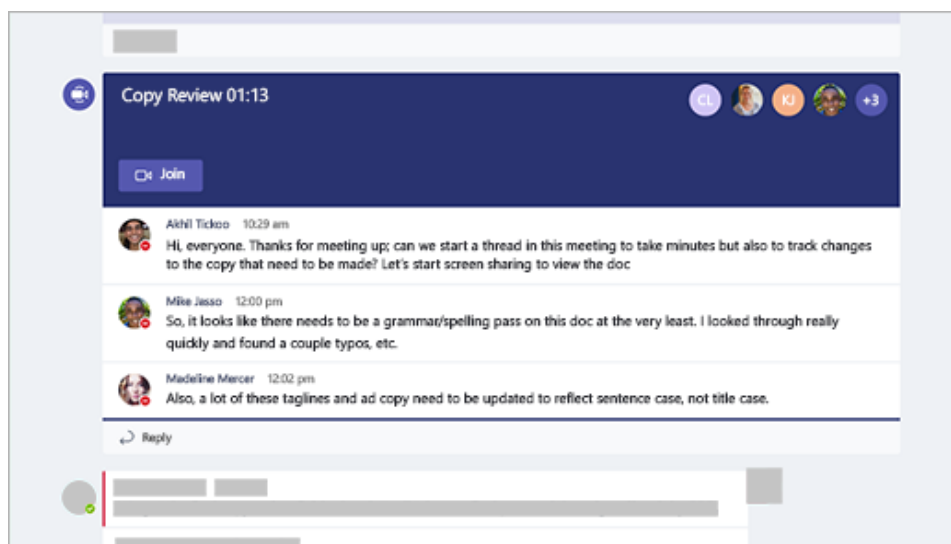 Copy Review 01:13
CL
KJ
+3
Join
Akhil Tickoo 10:29 am
Hi, everyone. Thanks for meeting up; can we start a thread in this meeting to take minutes but also to track changes
to the copy that need to be made? Let's start screen sharing to view the doc
Mike Jasso 12:00 pm
So, it looks like there needs to be a grammar/spelling pass on this doc at the very least. I looked through really
quickly and found a couple typos, etc.
Madeline Mercer 12:02 pm
Also, a lot of these taglines and ad copy need to be updated to reflect sentence case, not title case.
Reply